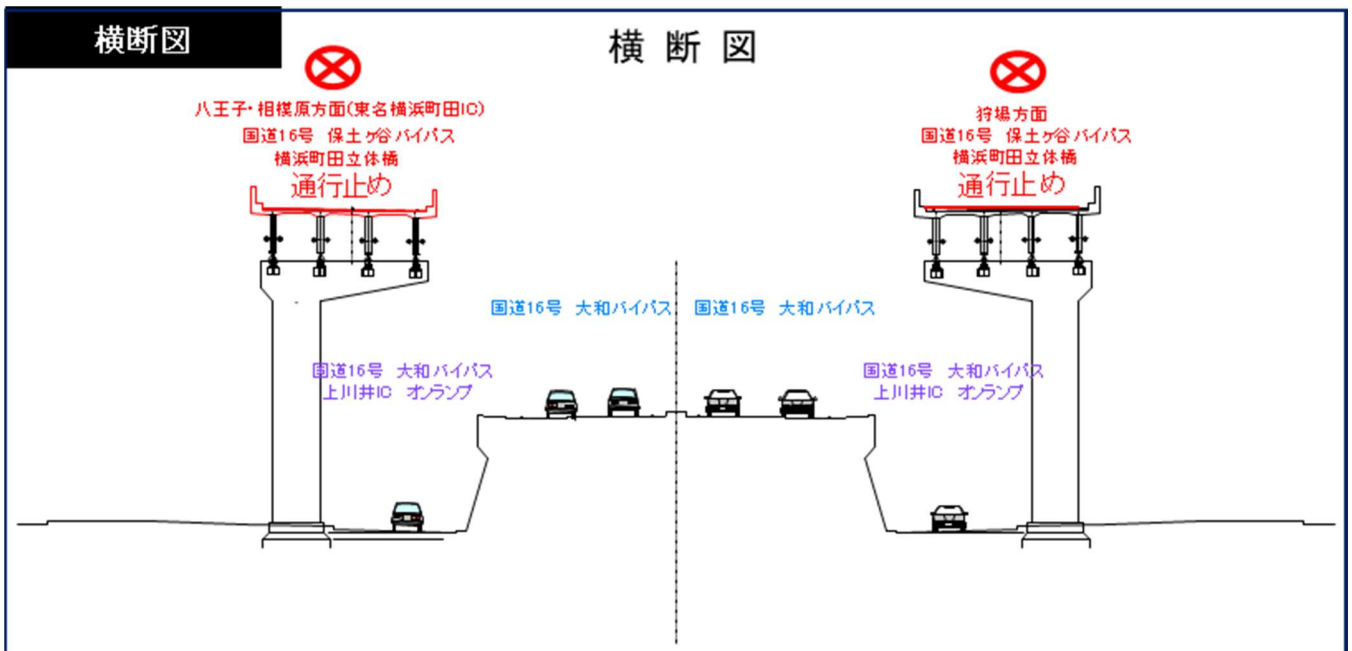 横断図
横 断 図
八王子・相模原方面(東名横浜町田IC)
国道16号 保土ヶ谷バイパス
横浜町田立体橋
通行止め
狩場方面
国道16号 保土ヶ谷バイパス
横浜町田立体橋
通行止め
国道16号 大和バイパス
国道16号 大和バイパス
国道16号 大和バイパス
上川井IC オンランプ
国道16号 大和バイパス
上川井IC オンランプ